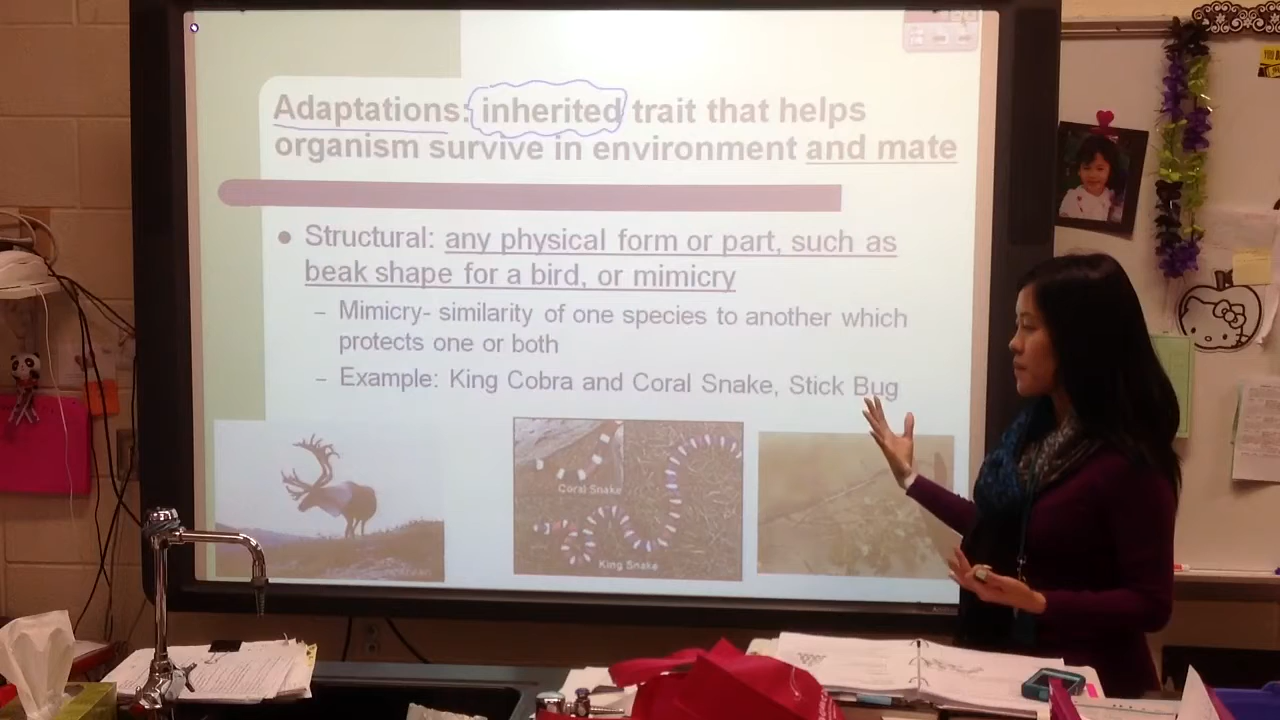 Adaptations: inherited trait that helps
organism survive in environment and mate
● Structural: any physical form or part, such as
beak shape for a bird, or mimicry
– Mimicry- similarity of one species to another which
protects one or both
– Example: King Cobra and Coral Snake, Stick Bug
Coral Snake
King Snake